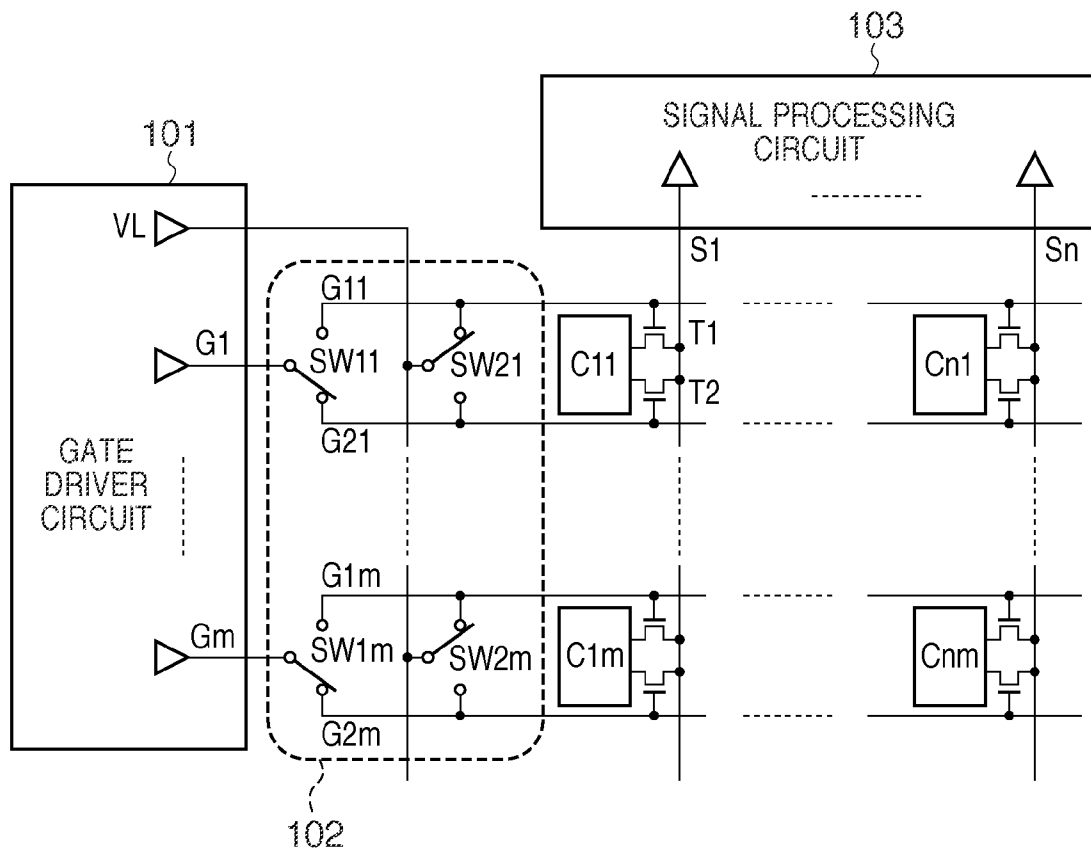 103
SIGNAL PROCESSING
CIRCUIT
101
VL
S1
Sn
G11
G1
SW11
SW21
C11
T1
T2
Cn1
G21
GATE
DRIVER
CIRCUIT
G1m
Gm
SW1m
SW2m
C1m
Cnm
G2m
102